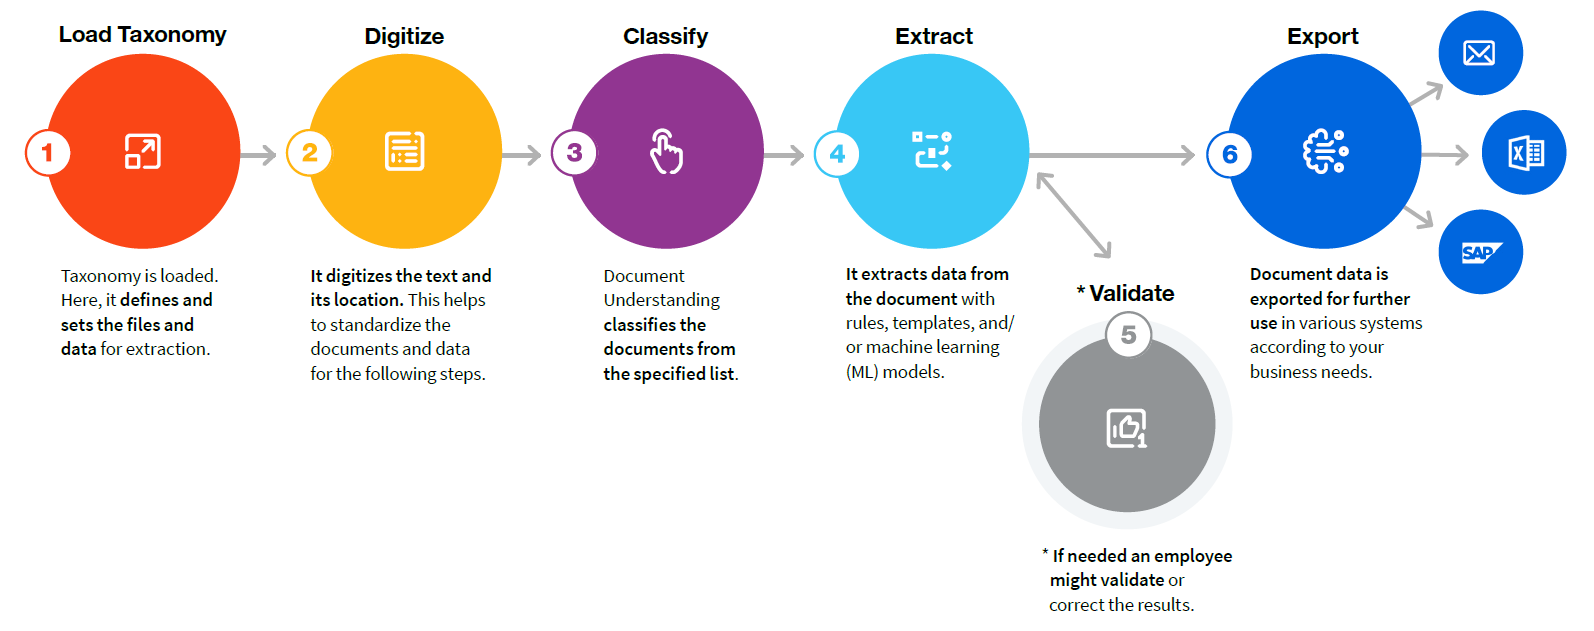 Load Taxonomy
1
Taxonomy is loaded.
Here, it defines and
sets the files and
data for extraction.
Digitize
2
It digitizes the text and
its location. This helps
to standardize the
documents and data
for the following steps.
Classify
3
Document
Understanding
classifies the
documents from
the specified list.
Extract
4
It extracts data from
the document with
rules, templates, and/
or machine learning
(ML) models.
* Validate
5
1
* If needed an employee
might validate or
correct the results.
Export
6
Document data is
exported for further
use in various systems
according to your
business needs.
X
SAP